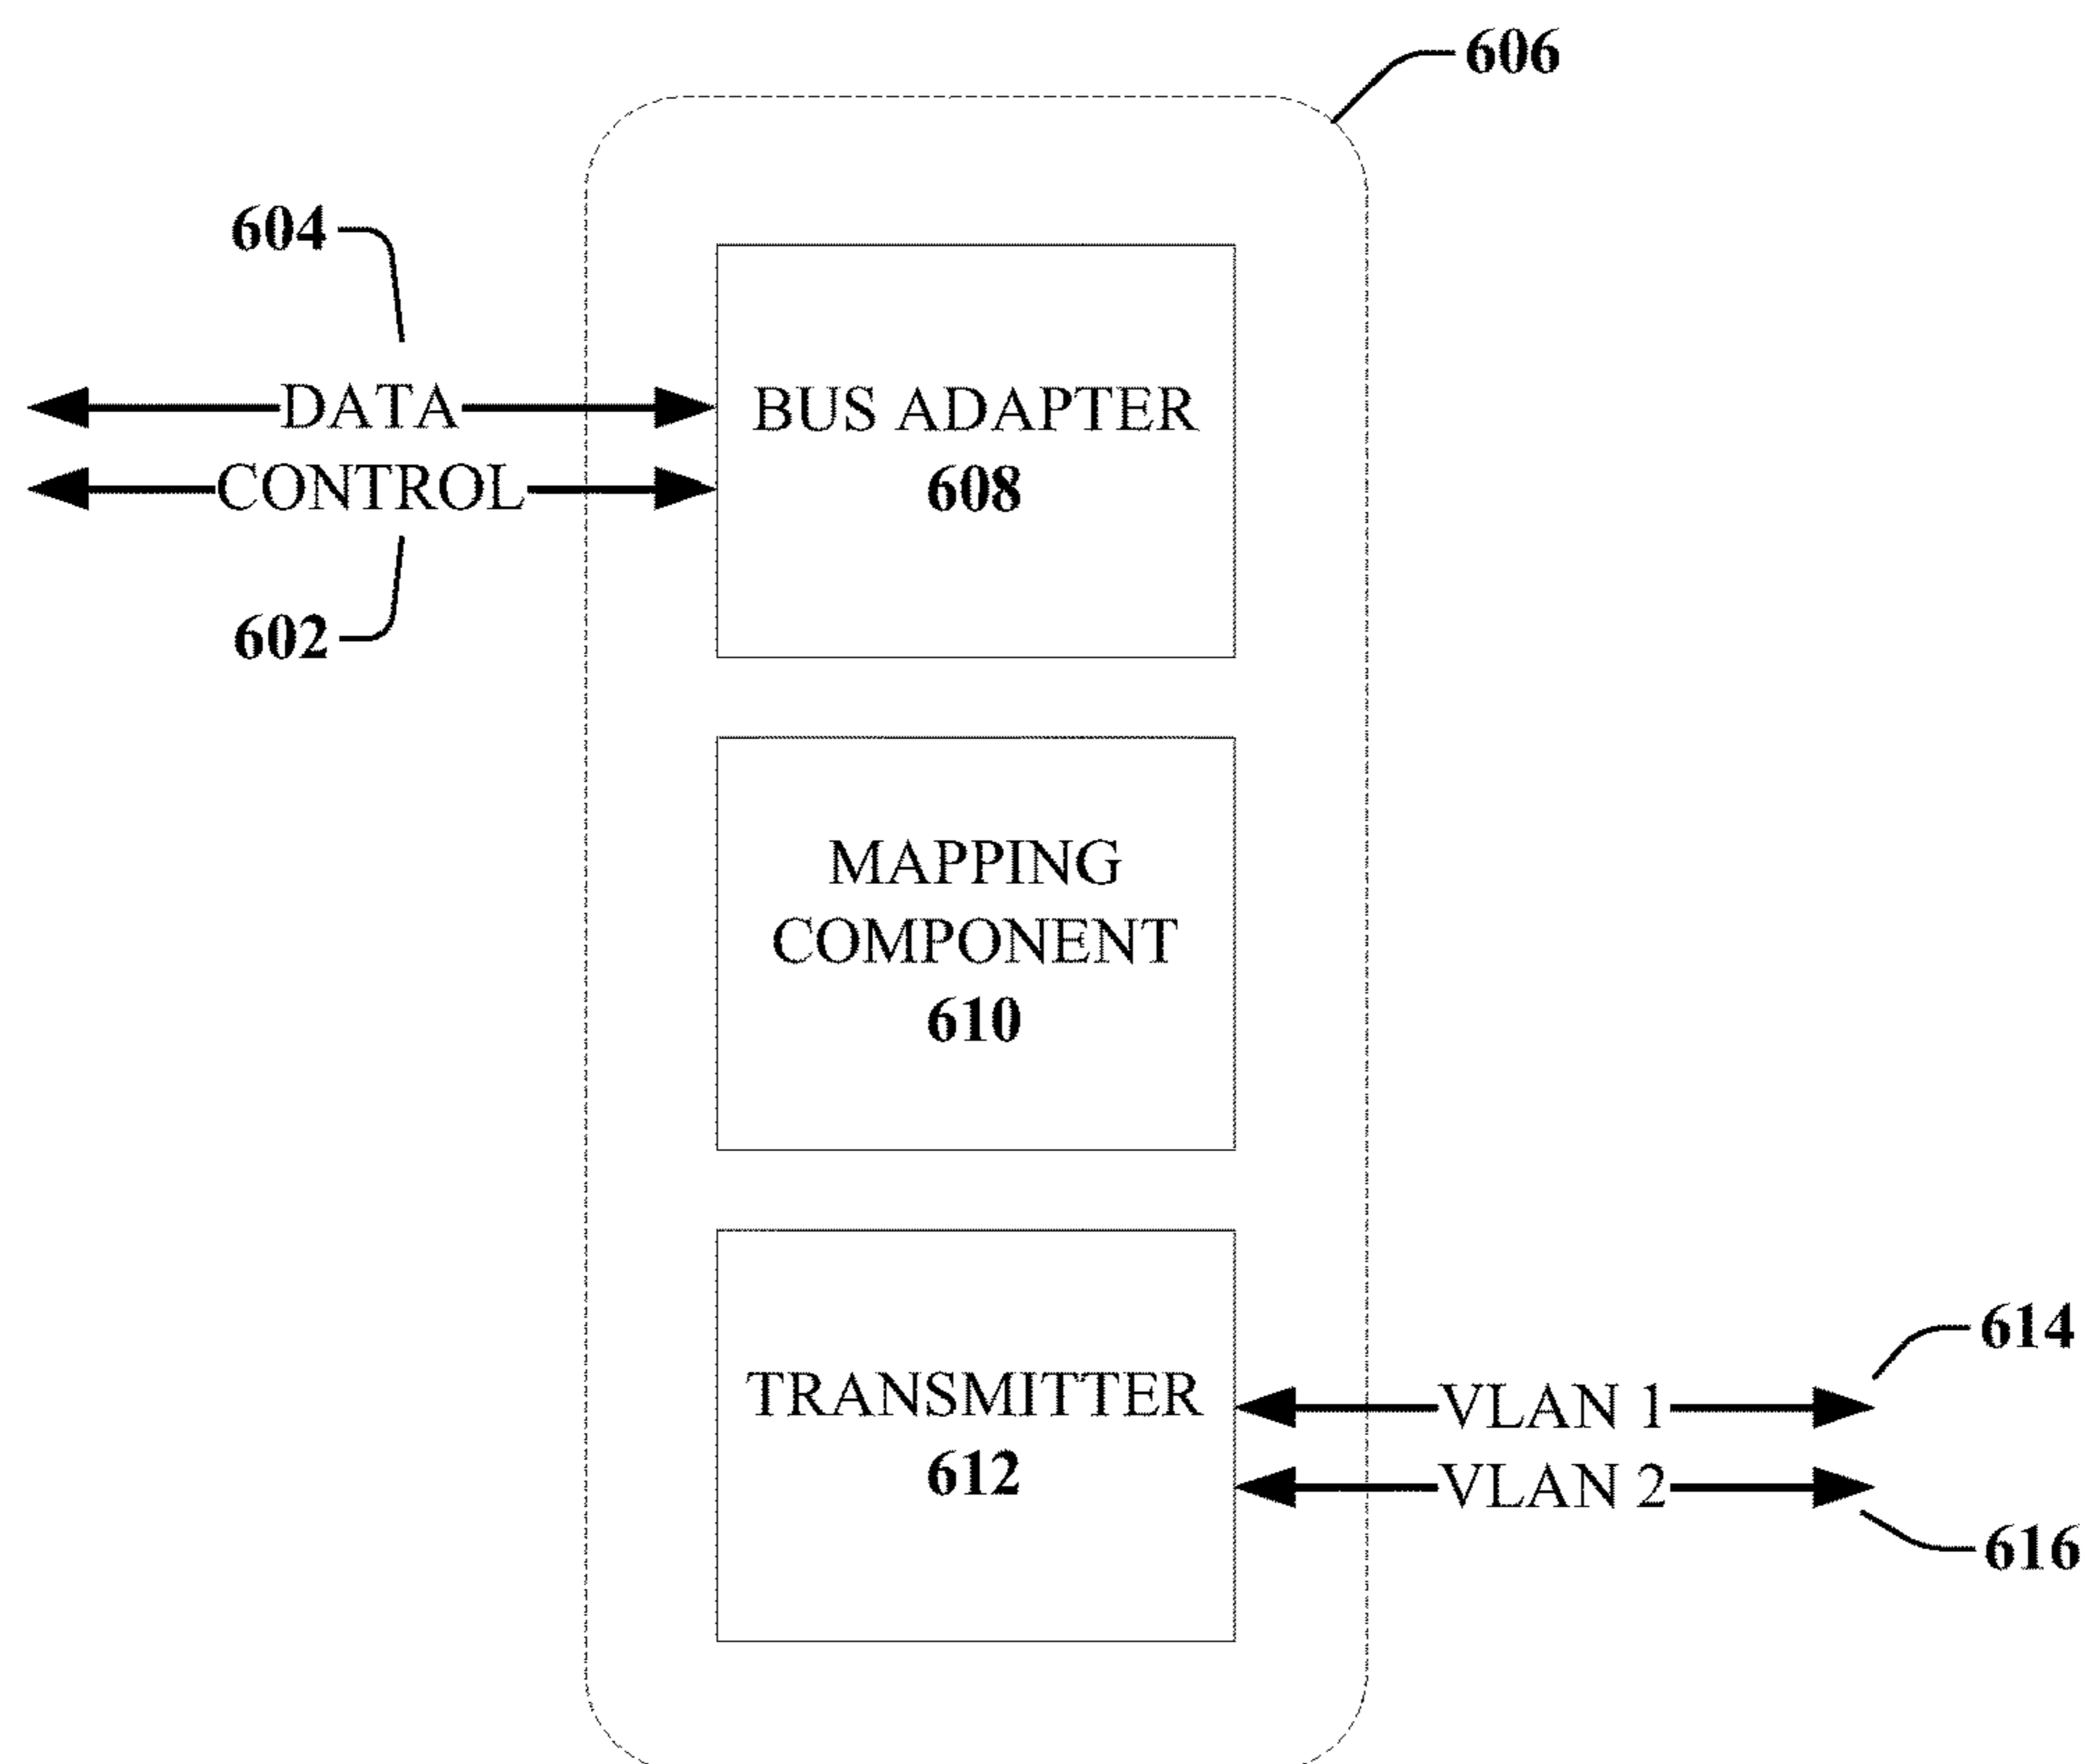 606
604
DATA
CONTROL
602
BUS ADAPTER
608
MAPPING
COMPONENT
610
TRANSMITTER
612
VLAN 1
VLAN 2
614
616